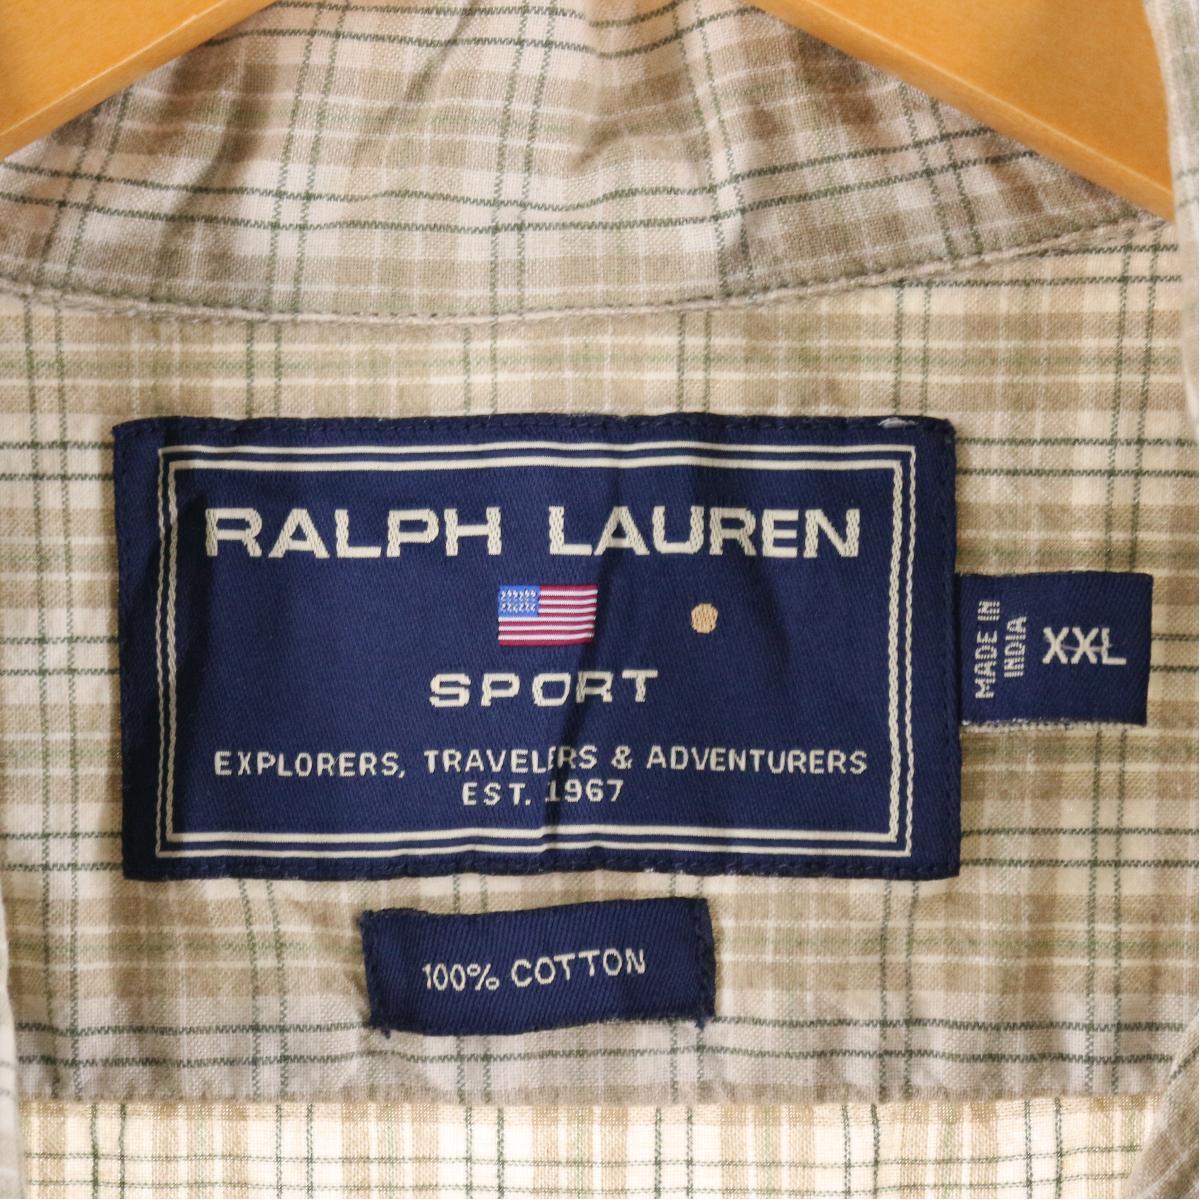 RALPH LAUREN
SPORT
EXPLORERS, TRAVELERS & ADVENTURERS
EST. 1967
MADE IN
INDIA
XXL
100% COTTON